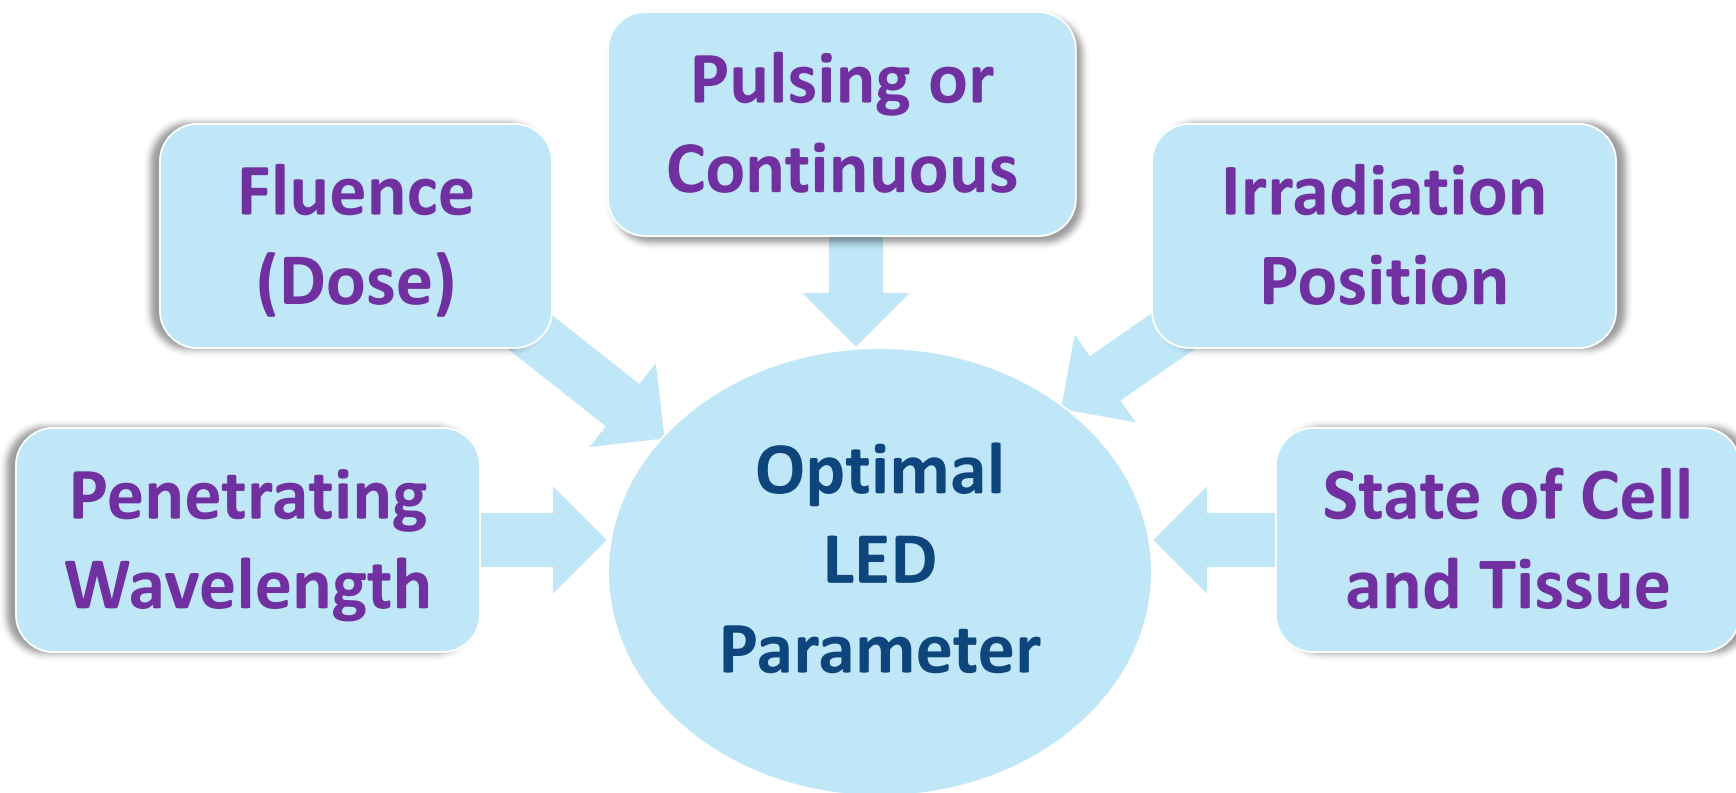 Pulsing or
Continuous
Fluence
(Dose)
Irradiation
Position
Penetrating
Wavelength
Optimal
LED
Parameter
State of Cell
and Tissue